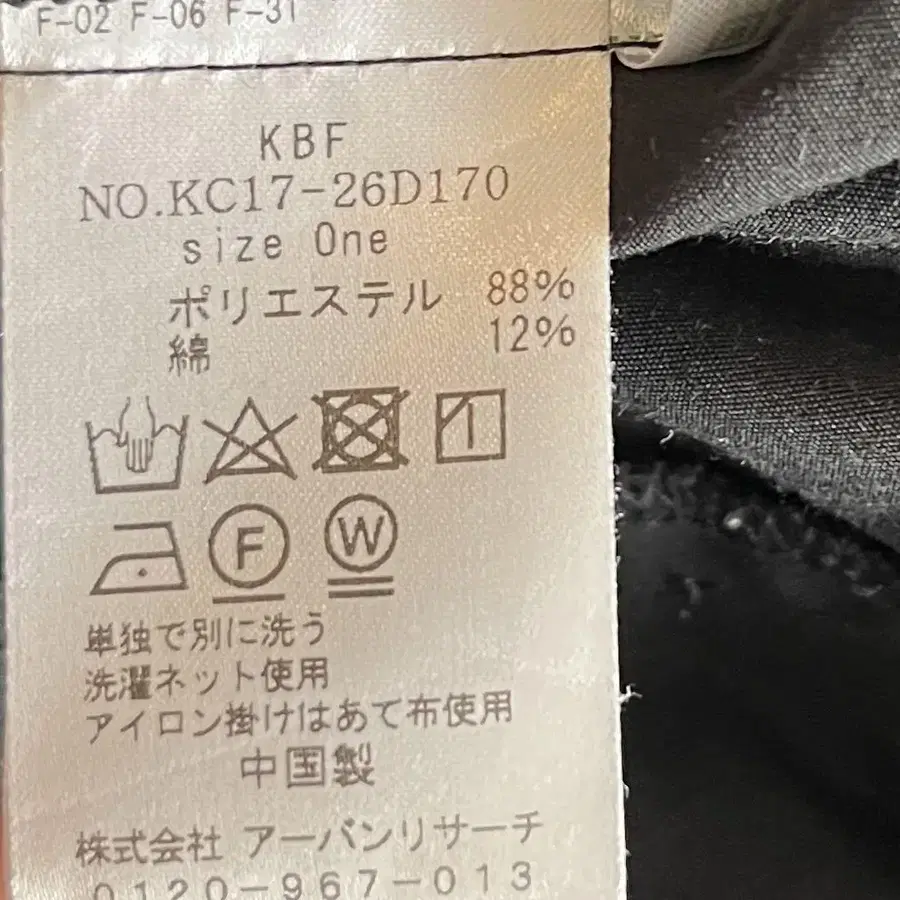 F-02 F-06 F-31
KBF
NO.KC17-26D170
size One
ポリエステル 88%
綿 12%
F W
単独で別に洗う
洗濯ネット使用
アイロン掛けはあて布使用
中国製
株式会社 アーバンリサーチ
0120-967-013